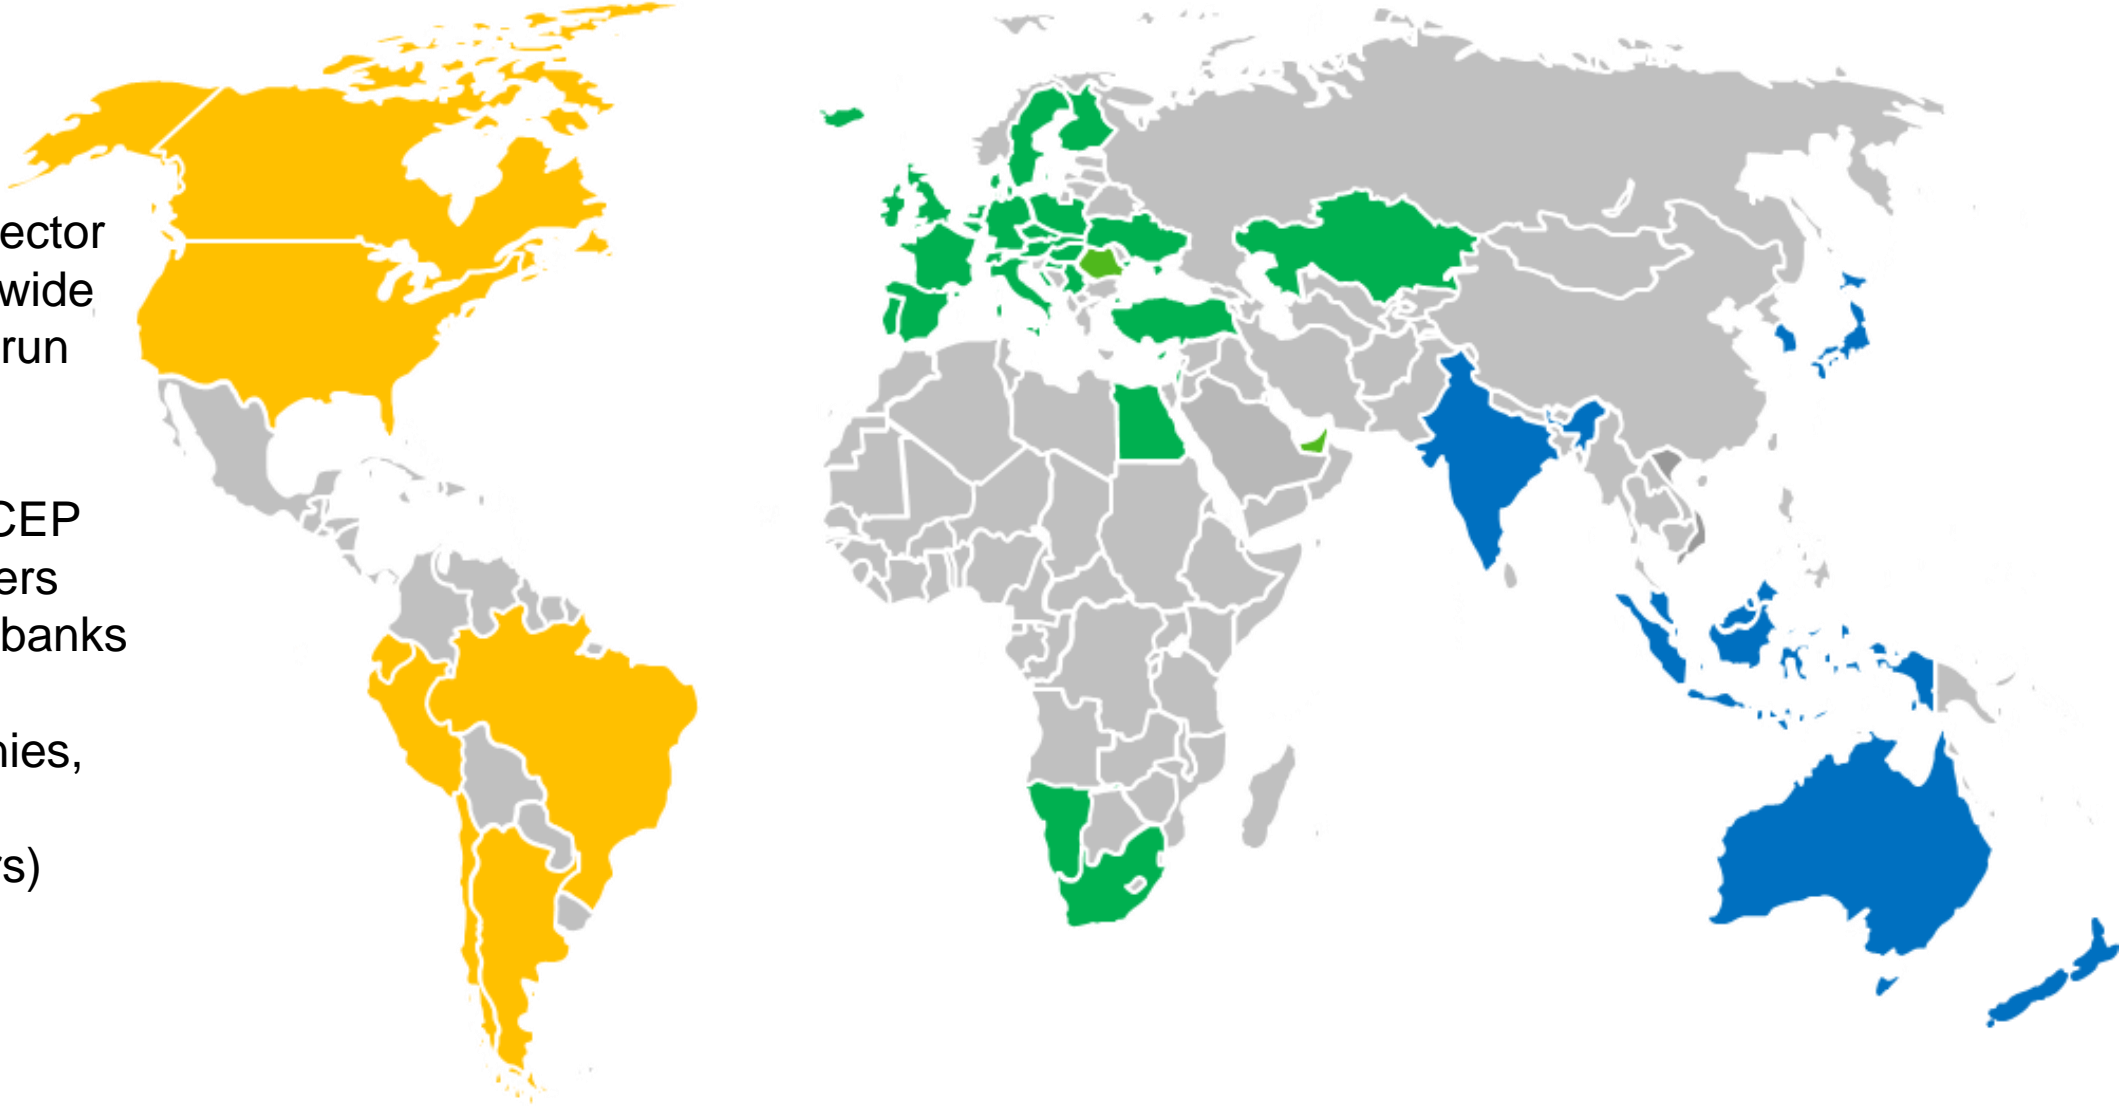 ector
wide
run
CEP
ers
banks
nies,
rs)